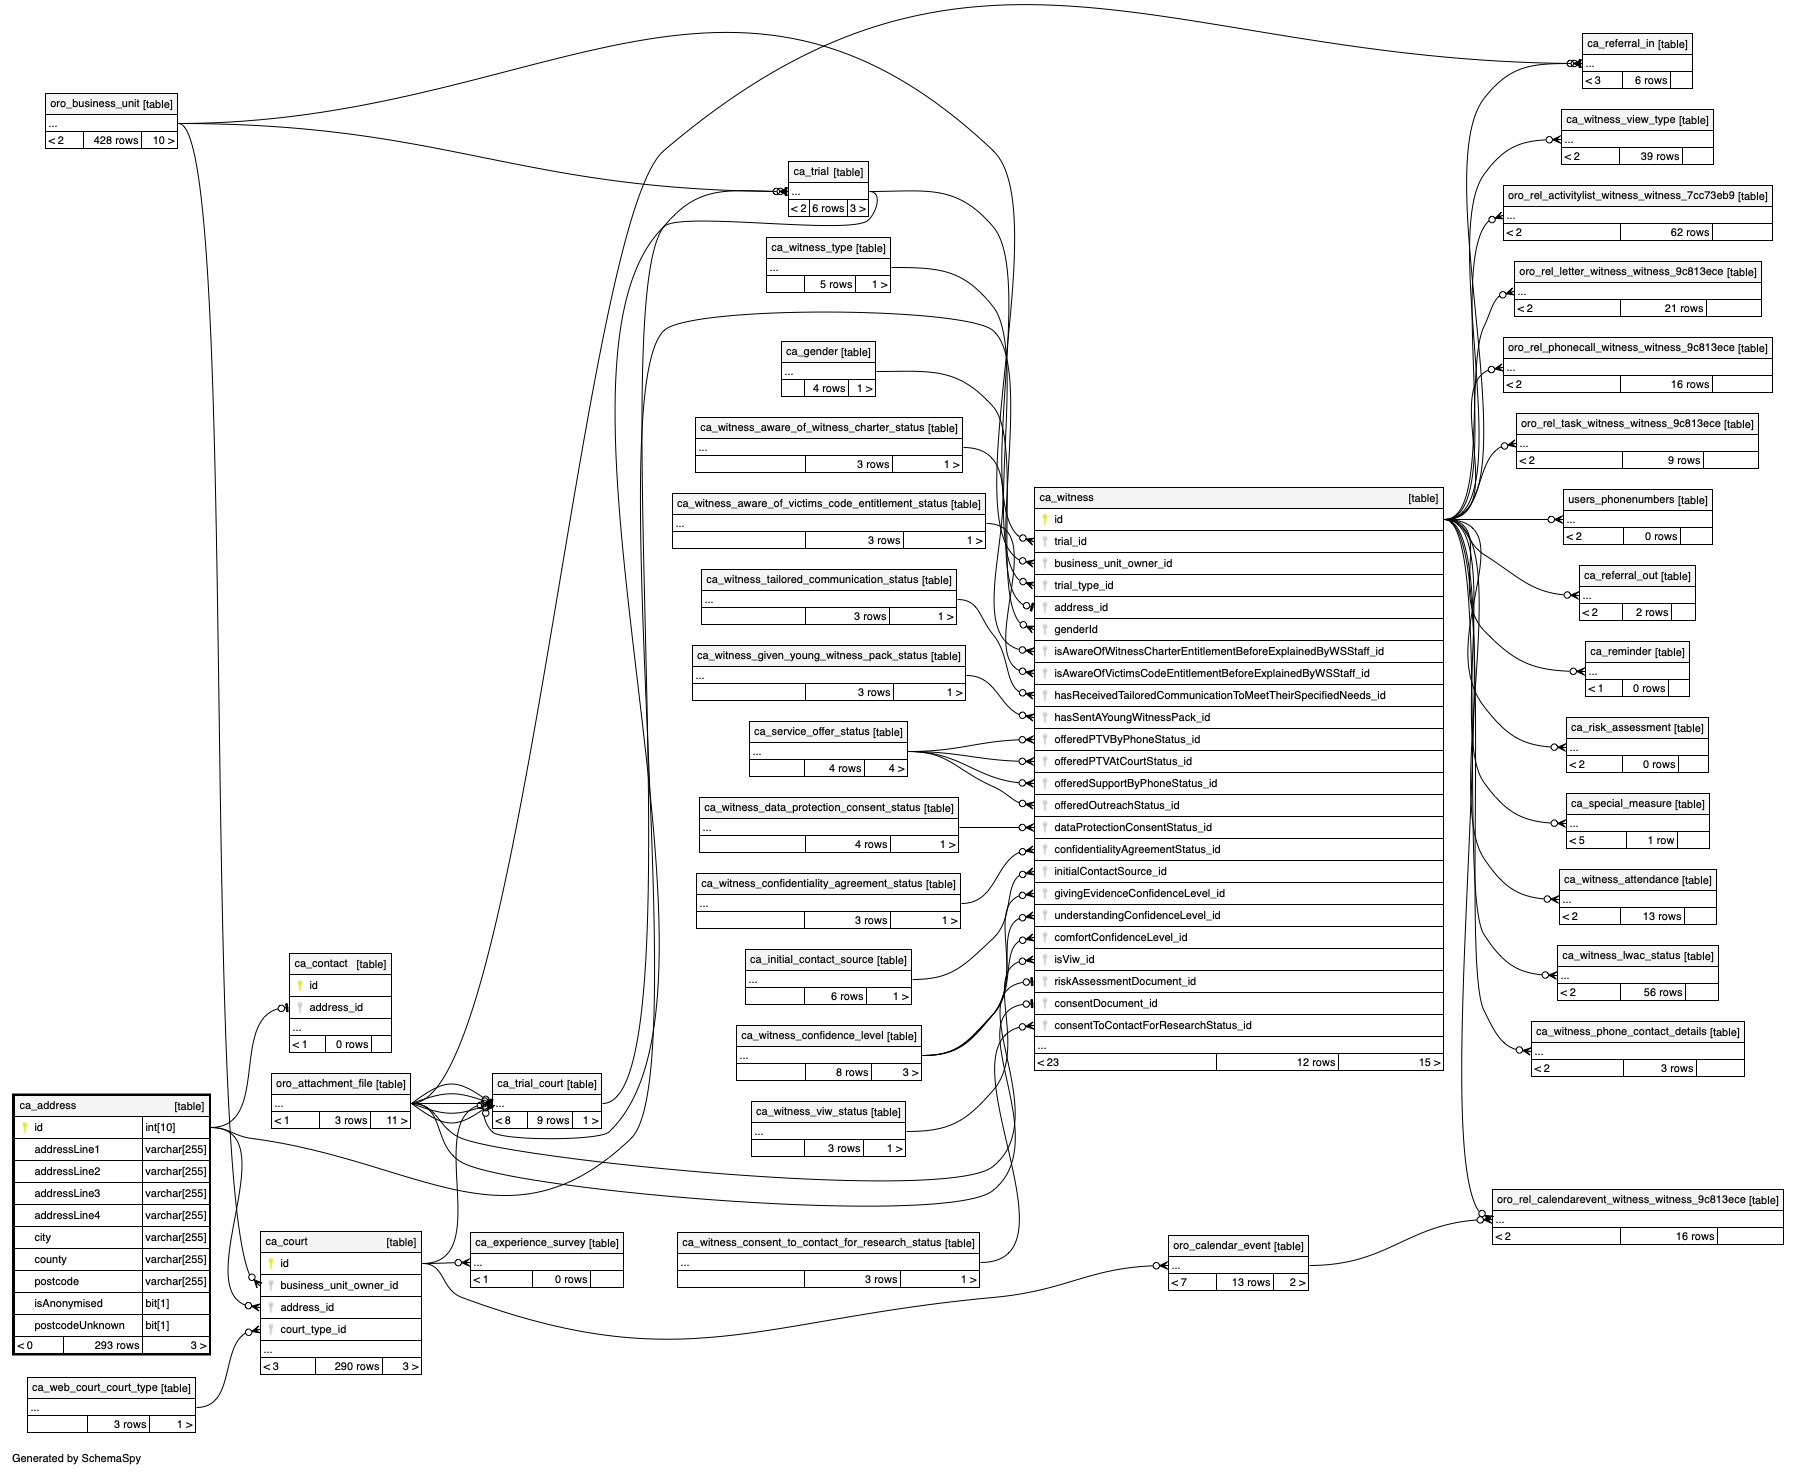 ca_referral_in [table]
...
< 3 6 rows
oro_business_unit [table]
...
< 2 428 rows 10 >
ca_witness_view_type [table]
...
< 2 39 rows
ca_trial [table]
...
< 2 6 rows 3 >
oro_rel_activitylist_witness_witness_7cc73eb9 [table]
...
< 2 62 rows
ca_witness_type [table]
...
5 rows 1 >
oro_rel_letter_witness_witness_9c813ece [table]
...
< 2 21 rows
ca_gender [table]
...
4 rows 1 >
oro_rel_phonecall_witness_witness_9c813ece [table]
...
< 2 16 rows
ca_witness_aware_of_witness_charter_status [table]
...
3 rows 1 >
oro_rel_task_witness_witness_9c813ece [table]
...
< 2 9 rows
ca_witness_aware_of_victims_code_entitlement_status [table]
...
3 rows 1 >
ca_witness_tailored_communication_status [table]
...
3 rows 1 >
ca_witness_given_young_witness_pack_status [table]
...
3 rows 1 >
ca_service_offer_status [table]
...
4 rows 4 >
ca_witness_data_protection_consent_status [table]
...
4 rows 1 >
ca_witness_confidentiality_agreement_status [table]
...
3 rows 1 >
ca_initial_contact_source [table]
...
6 rows 1 >
ca_witness_confidence_level [table]
...
8 rows 3 >
ca_witness_viw_status [table]
...
3 rows 1 >
ca_witness_consent_to_contact_for_research_status [table]
...
3 rows 1 >
ca_witness [table]
id
trial_id
business_unit_owner_id
trial_type_id
address_id
genderId
isAwareOfWitnessCharterEntitlementBeforeExplainedByWSStaff_id
isAwareOfVictimsCodeEntitlementBeforeExplainedByWSStaff_id
hasReceivedTailoredCommunicationToMeetTheirSpecifiedNeeds_id
hasSentAYoungWitnessPack_id
offeredPTVByPhoneStatus_id
offeredPTVAtCourtStatus_id
offeredSupportByPhoneStatus_id
offeredOutreachStatus_id
dataProtectionConsentStatus_id
confidentialityAgreementStatus_id
initialContactSource_id
givingEvidenceConfidenceLevel_id
understandingConfidenceLevel_id
comfortConfidenceLevel_id
isViw_id
riskAssessmentDocument_id
consentDocument_id
consentToContactForResearchStatus_id
...
< 23 12 rows 15 >
users_phonenumbers [table]
...
< 2 0 rows
ca_referral_out [table]
...
< 2 2 rows
ca_reminder [table]
...
< 1 0 rows
ca_risk_assessment [table]
...
< 2 0 rows
ca_special_measure [table]
...
< 5 1 row
ca_witness_attendance [table]
...
< 2 13 rows
ca_witness_lwac_status [table]
...
< 2 56 rows
ca_witness_phone_contact_details [table]
...
< 2 3 rows
oro_rel_calendarevent_witness_witness_9c813ece [table]
...
< 2 16 rows
oro_calendar_event [table]
...
< 7 13 rows 2 >
ca_contact [table]
id
address_id
...
< 1 0 rows
oro_attachment_file [table]
...
< 1 3 rows 11 >
ca_trial_court [table]
...
< 8 9 rows 1 >
ca_address [table]
id int[10]
addressLine1 varchar[255]
addressLine2 varchar[255]
addressLine3 varchar[255]
addressLine4 varchar[255]
city varchar[255]
county varchar[255]
postcode varchar[255]
isAnonymised bit[1]
postcodeUnknown bit[1]
< 0 293 rows 3 >
ca_court [table]
id
business_unit_owner_id
address_id
court_type_id
...
< 3 290 rows 3 >
ca_experience_survey [table]
...
< 1 0 rows
ca_web_court_court_type [table]
...
3 rows 1 >
Generated by SchemaSpy